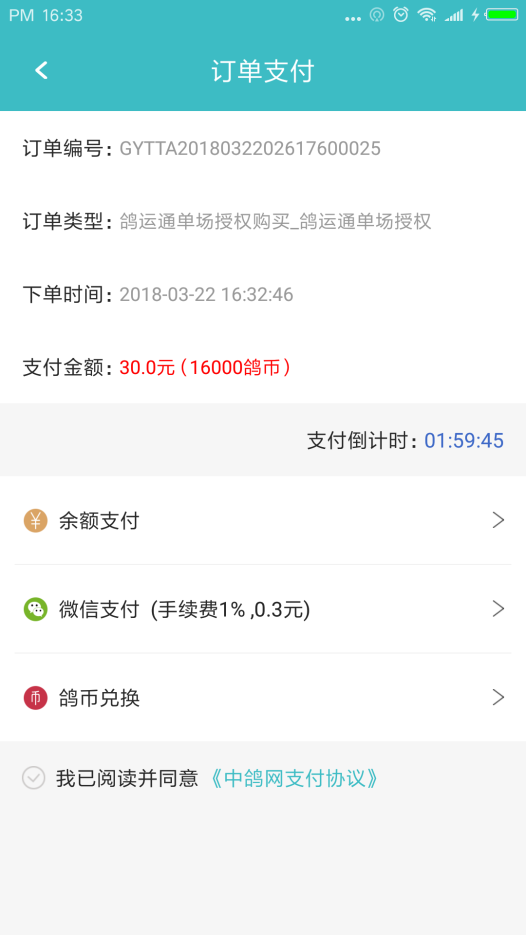 PM 16:33
订单支付
订单编号: GYTTA2018032202617600025
订单类型: 鸽运通单场授权购买_鸽运通单场授权
下单时间: 2018-03-22 16:32:46
支付金额: 30.0元（16000鸽币）
支付倒计时: 01:59:45
¥ 余额支付
微信支付 (手续费1% ,0.3元)
币 鸽币兑换
我已阅读并同意《中鸽网支付协议》